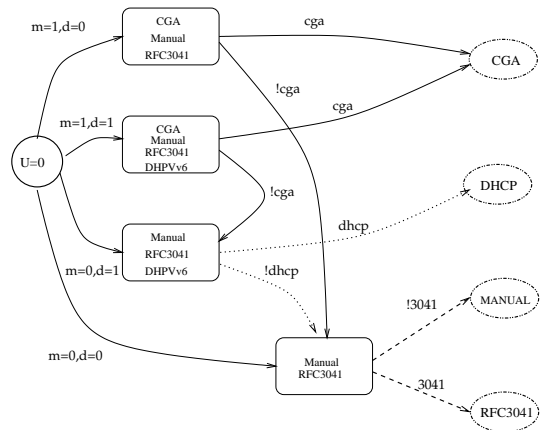 m=1,d=0
CGA
Manual
RFC3041
cga
CGA
!cga
cga
m=1,d=1
CGA
Manual
RFC3041
DHPVv6
U=0
!cga
DHCP
dhcp
Manual
RFC3041
DHPVv6
m=0,d=1
!dhcp
!3041
MANUAL
m=0,d=0
Manual
RFC3041
3041
RFC3041